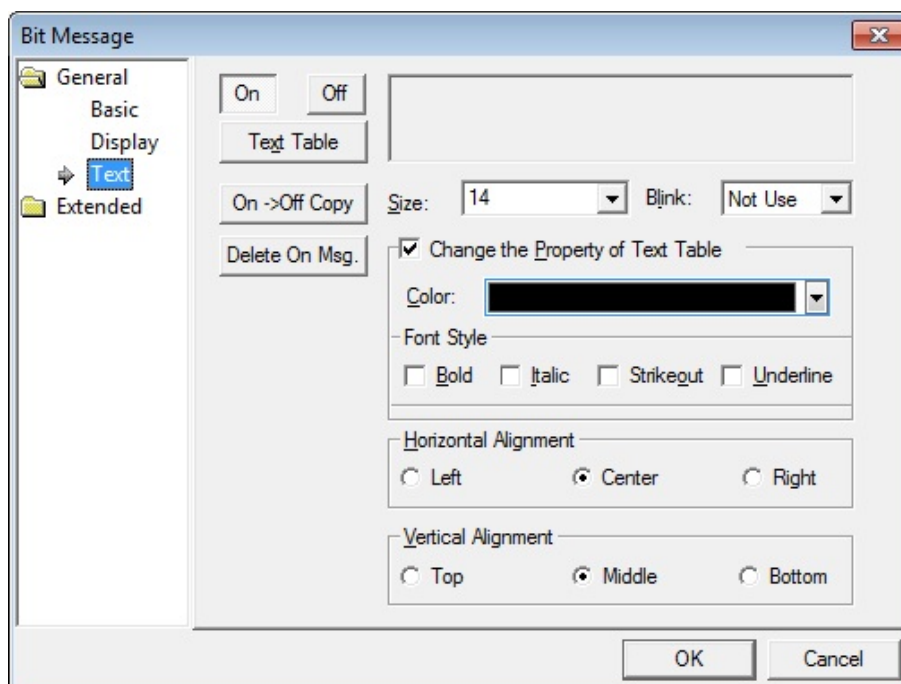 Bit Message
General
Basic
Display
Text
Extended
On Off
Text Table
On ->Off Copy
Delete On Msg.
Size: 14 Blink: Not Use
Change the Property of Text Table
Color:
Font Style
Bold Italic Strikeout Underline
Horizontal Alignment
Left Center Right
Vertical Alignment
Top Middle Bottom
OK Cancel